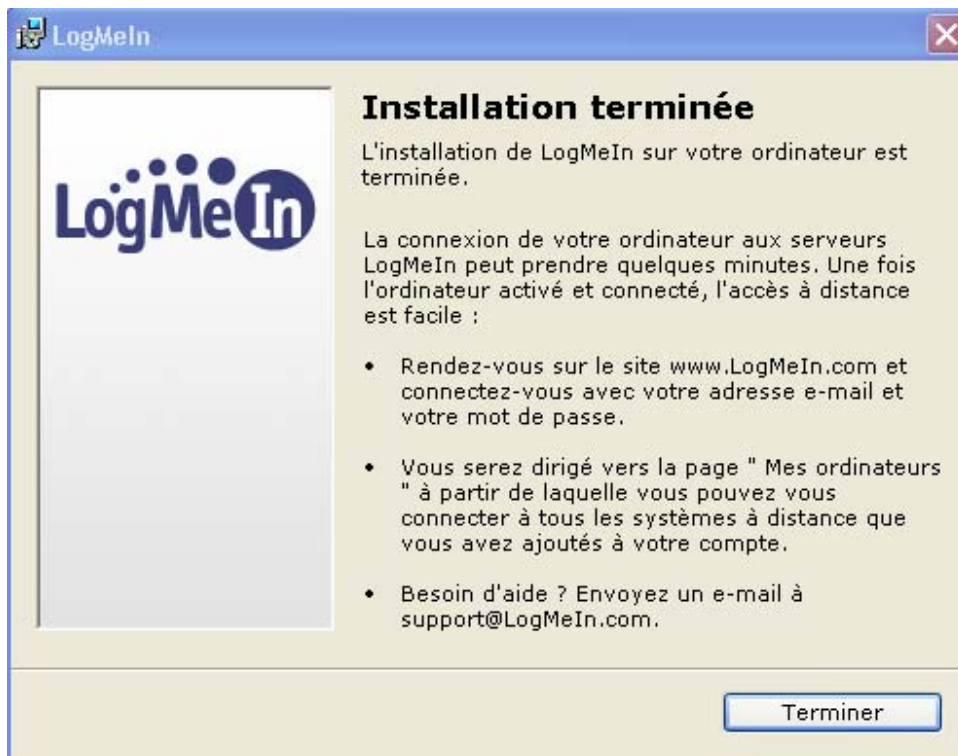 LogMeIn
LogMeIn
Installation terminée
L'installation de LogMeIn sur votre ordinateur est
terminée.
La connexion de votre ordinateur aux serveurs
LogMeIn peut prendre quelques minutes. Une fois
l'ordinateur activé et connecté, l'accès à distance
est facile :
• Rendez-vous sur le site www.LogMeIn.com et
connectez-vous avec votre adresse e-mail et
votre mot de passe.
• Vous serez dirigé vers la page " Mes ordinateurs
" à partir de laquelle vous pouvez vous
connecter à tous les systèmes à distance que
vous avez ajoutés à votre compte.
• Besoin d'aide ? Envoyez un e-mail à
support@LogMeIn.com.
Terminer